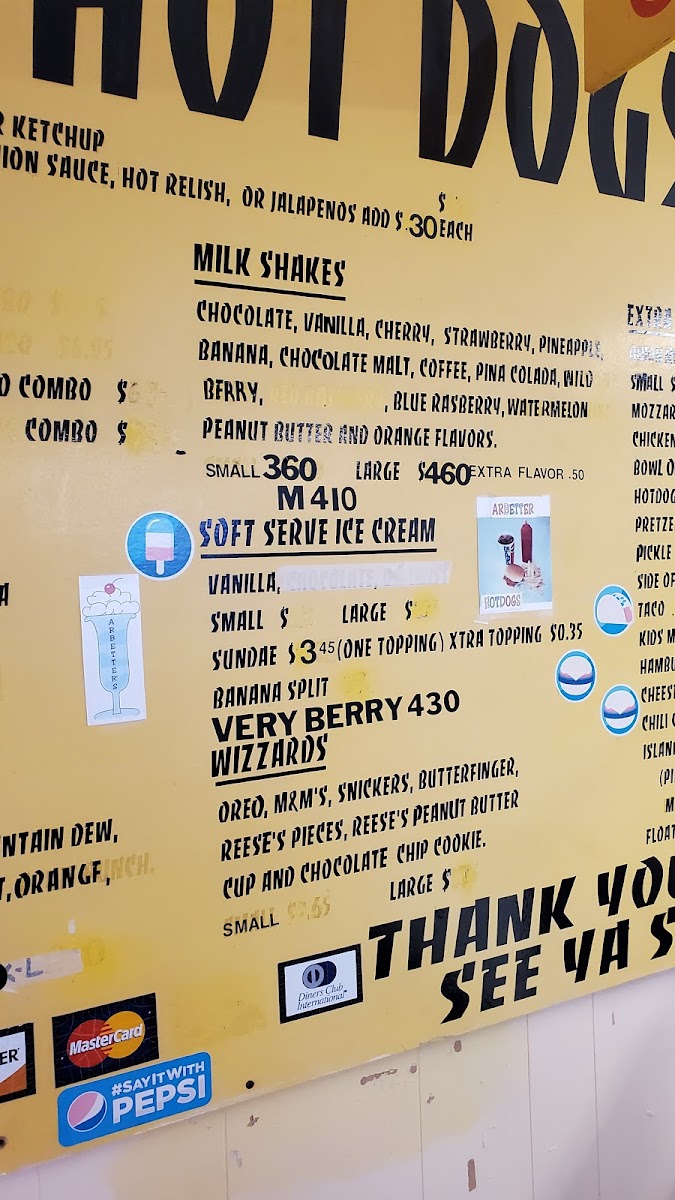 HOT DOGS
R KETCHUP
ION SAUCE, HOT RELISH, OR JALAPENOS ADD $.30 EACH
$
MILK SHAKES
CHOCOLATE, VANILLA, CHERRY, STRAWBERRY, PINEAPPLE,
BANANA, CHOCOLATE MALT, COFFEE, PINA COLADA, WILD
BERRY, , BLUE RASBERRY, WATERMELON
PEANUT BUTTER AND ORANGE FLAVORS.
SMALL 360 LARGE $460 EXTRA FLAVOR .50
M 410
SOFT SERVE ICE CREAM
VANILLA, CHOCOLATE,
SMALL $ LARGE $
SUNDAE $3 45 (ONE TOPPING) XTRA TOPPING $0.35
BANANA SPLIT
VERY BERRY 430
WIZZARDS
OREO, M&M'S, SNICKERS, BUTTERFINGER,
REESE'S PIECES, REESE'S PEANUT BUTTER
CUP AND CHOCOLATE CHIP COOKIE.
SMALL LARGE $
ARBETTER
PEPSI
HOTDOGS
ARBETTER'S
O COMBO $
COMBO $
A
NTAIN DEW,
T, ORANGE, PUNCH.
X-L
EXTRA
SMALL S
MOZZAR
CHICKEN
BOWL O
HOTDOG
PRETZE
PICKLE
SIDE OF
TACO
KIDS M
HAMBU
CHEES
CHILI
ISLAN
(PI
M
FLOAT
THANK YOU
SEE YA S
Diners Club
International
ER
MasterCard
#SAYITWITH
PEPSI